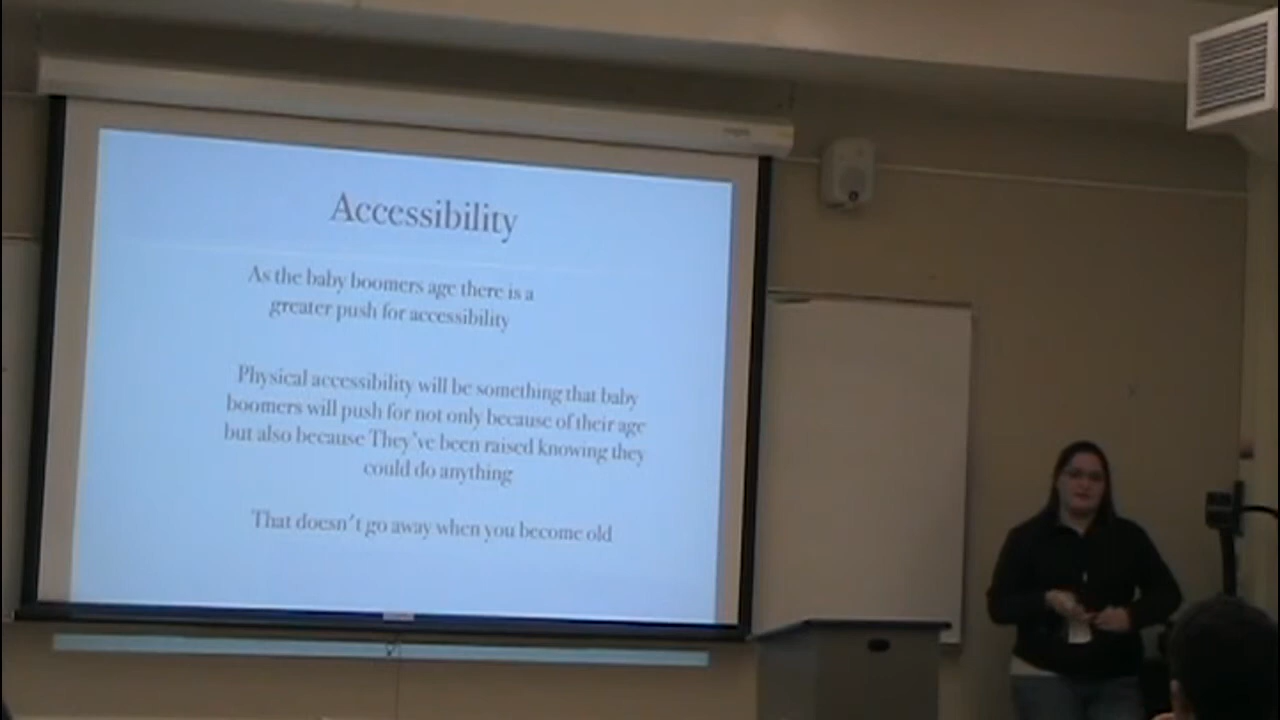 Accessibility
As the baby boomers age there is a
greater push for accessibility
Physical accessibility will be something that baby
boomers will push for not only because of their age
but also because They've been raised knowing they
could do anything
That doesn't go away when you become old